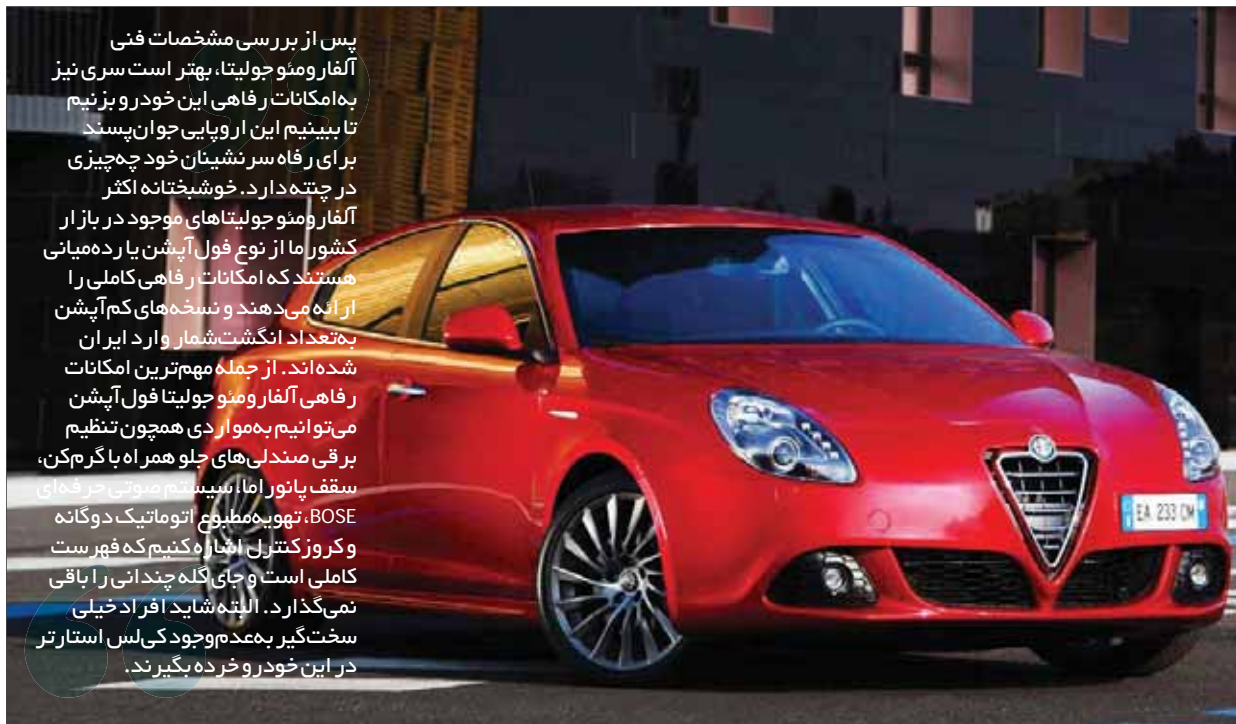 پس از بررسی مشخصات فنی
آلفارومئو جولیتا، بهتر است سری نیز
به‌امکانات رفاهی این خودرو بزنیم
تا ببینیم این اروپایی جوان‌پسند
برای رفاه سرنشینان خود چه‌چیزی
در چنته دارد. خوشبختانه اکثر
آلفارومئو جولیتاهای موجود در بازار
کشور ما از نوع فول‌آپشن یا رده‌میانی
هستند که امکانات رفاهی کاملی را
ارائه می‌دهند و نسخه‌های کم‌آپشن
به‌تعداد انگشت‌شمار وارد ایران
شده‌اند. از جمله مهم‌ترین امکانات
رفاهی آلفارومئو جولیتا فول‌آپشن
می‌توانیم به‌مواردی همچون تنظیم
برقی صندلی‌های جلو همراه با گرم‌کن،
سقف پانوراما، سیستم صوتی حرفه‌ای
BOSE، تهویه‌مطبوع اتوماتیک دوگانه
و کروز کنترل اشاره کنیم که فهرست
کاملی است و جای گله چندانی را باقی
نمی‌گذارد. البته شاید افراد خیلی
سخت‌گیر به‌عدم‌وجود کی‌لس استارتر
در این خودرو خرده بگیرند.
EA 233 CM